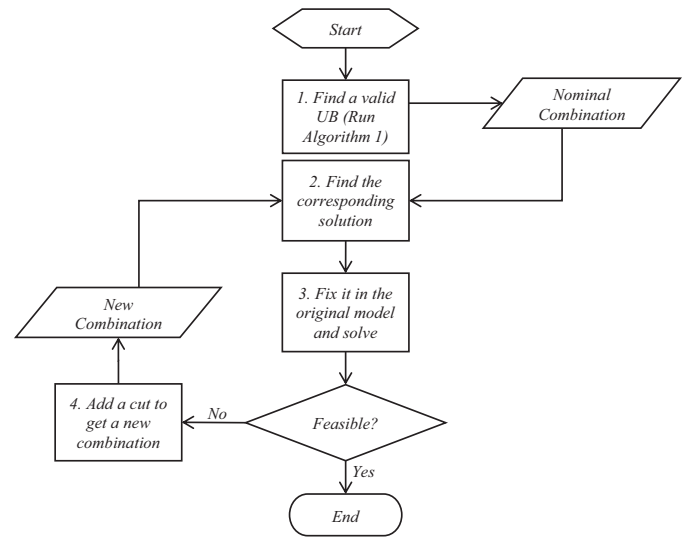 Start
1. Find a valid
UB (Run
Algorithm 1)
Nominal
Combination
2. Find the
corresponding
solution
3. Fix it in the
original model
and solve
New
Combination
4. Add a cut to
get a new
combination
No
Feasible?
Yes
End